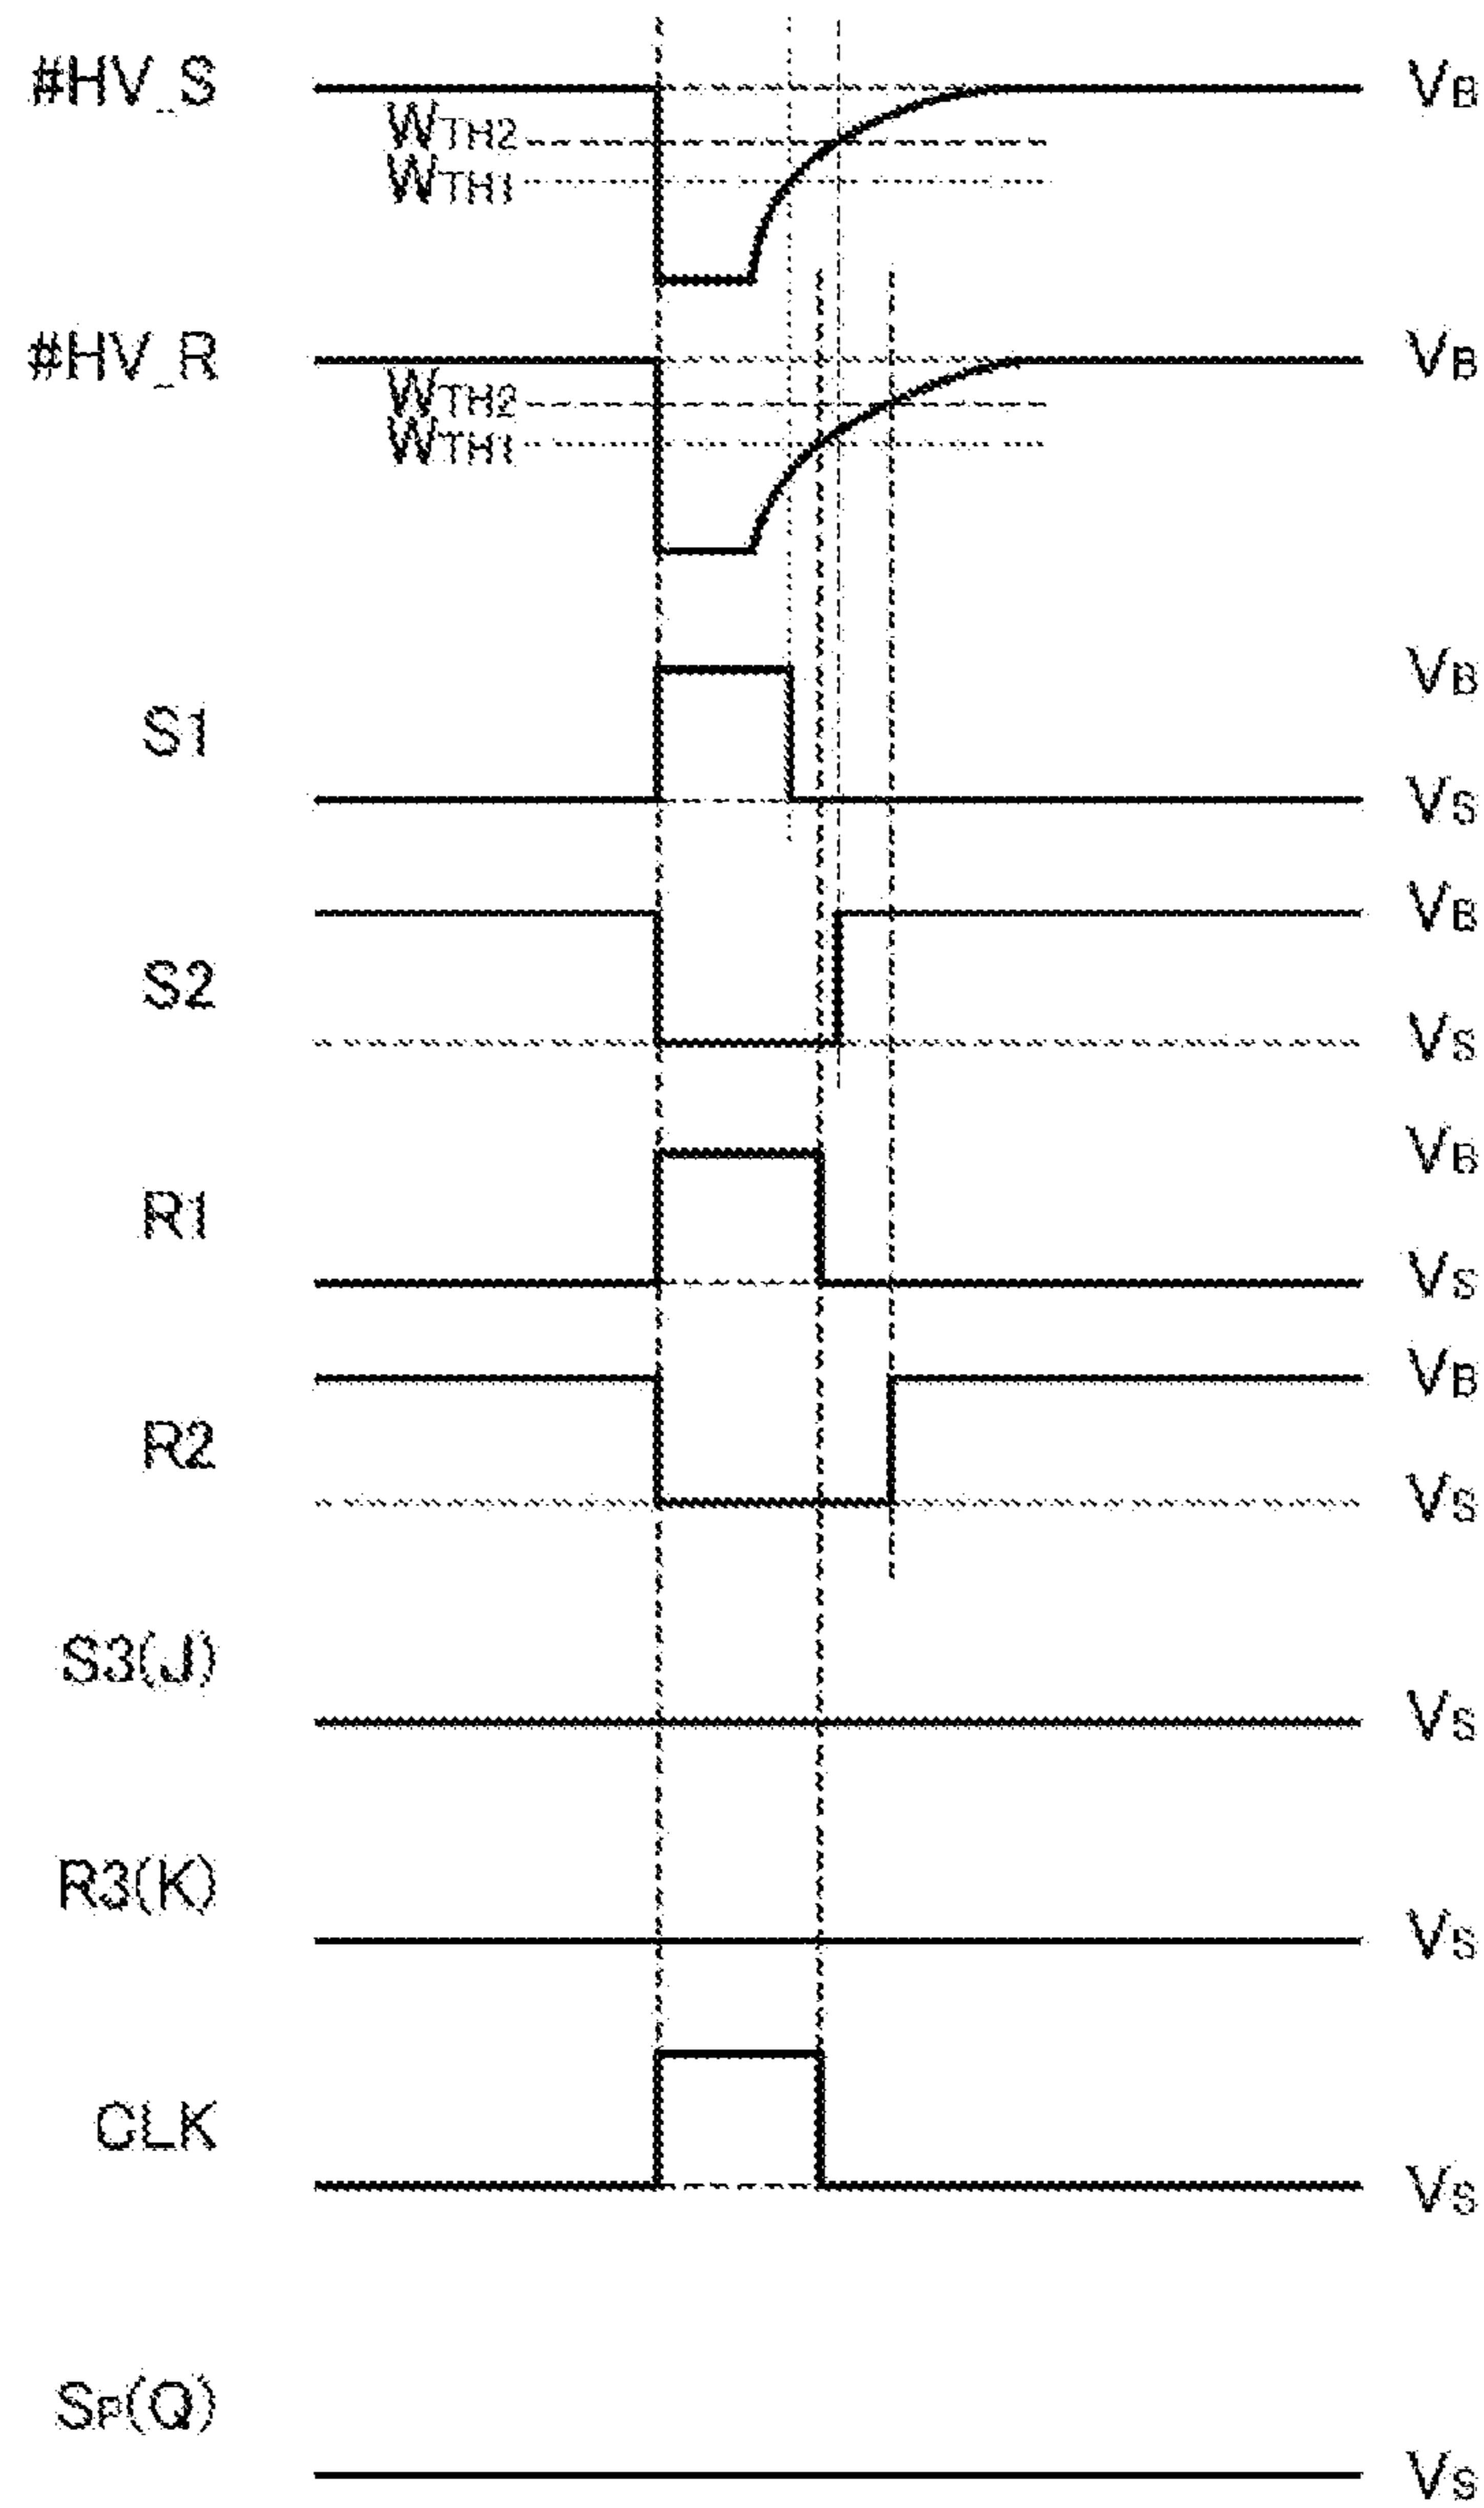 #HV_S VB
WTH2
WTH1
#HV_R VB
WTH2
WTH1
VB
S1
VS
VB
S2
VS
VB
R1
VS
VB
R2
VS
S3(J)
VS
R3(K)
VS
CLK
VS
SF(Q)
VS